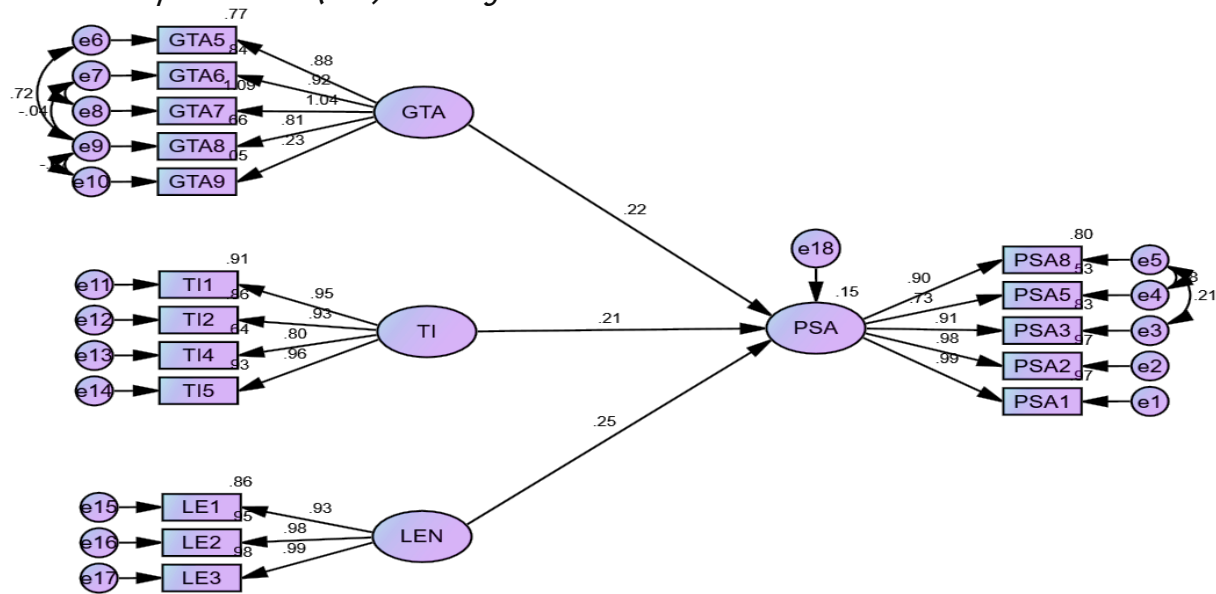 .77
e6 GTA5
.84
.88
e7 GTA6
.92
1.09
1.04
e8 GTA7
.66
.81
e9 GTA8
.05
.23
e10 GTA9
.72
-.04
GTA
.22
.91
e11 TI1
.86
.95
e12 TI2
.93
.64
.80
e13 TI4
.93
.96
e14 TI5
TI
.21
.86
e15 LE1
.95
.93
e16 LE2
.98
.98
.99
e17 LE3
LEN
.25
e18
.15
PSA
.80
.90
PSA8 e5
.53
.73
PSA5 e4
.83
.21
.91
PSA3 e3
.97
.98
PSA2 e2
.97
.99
PSA1 e1